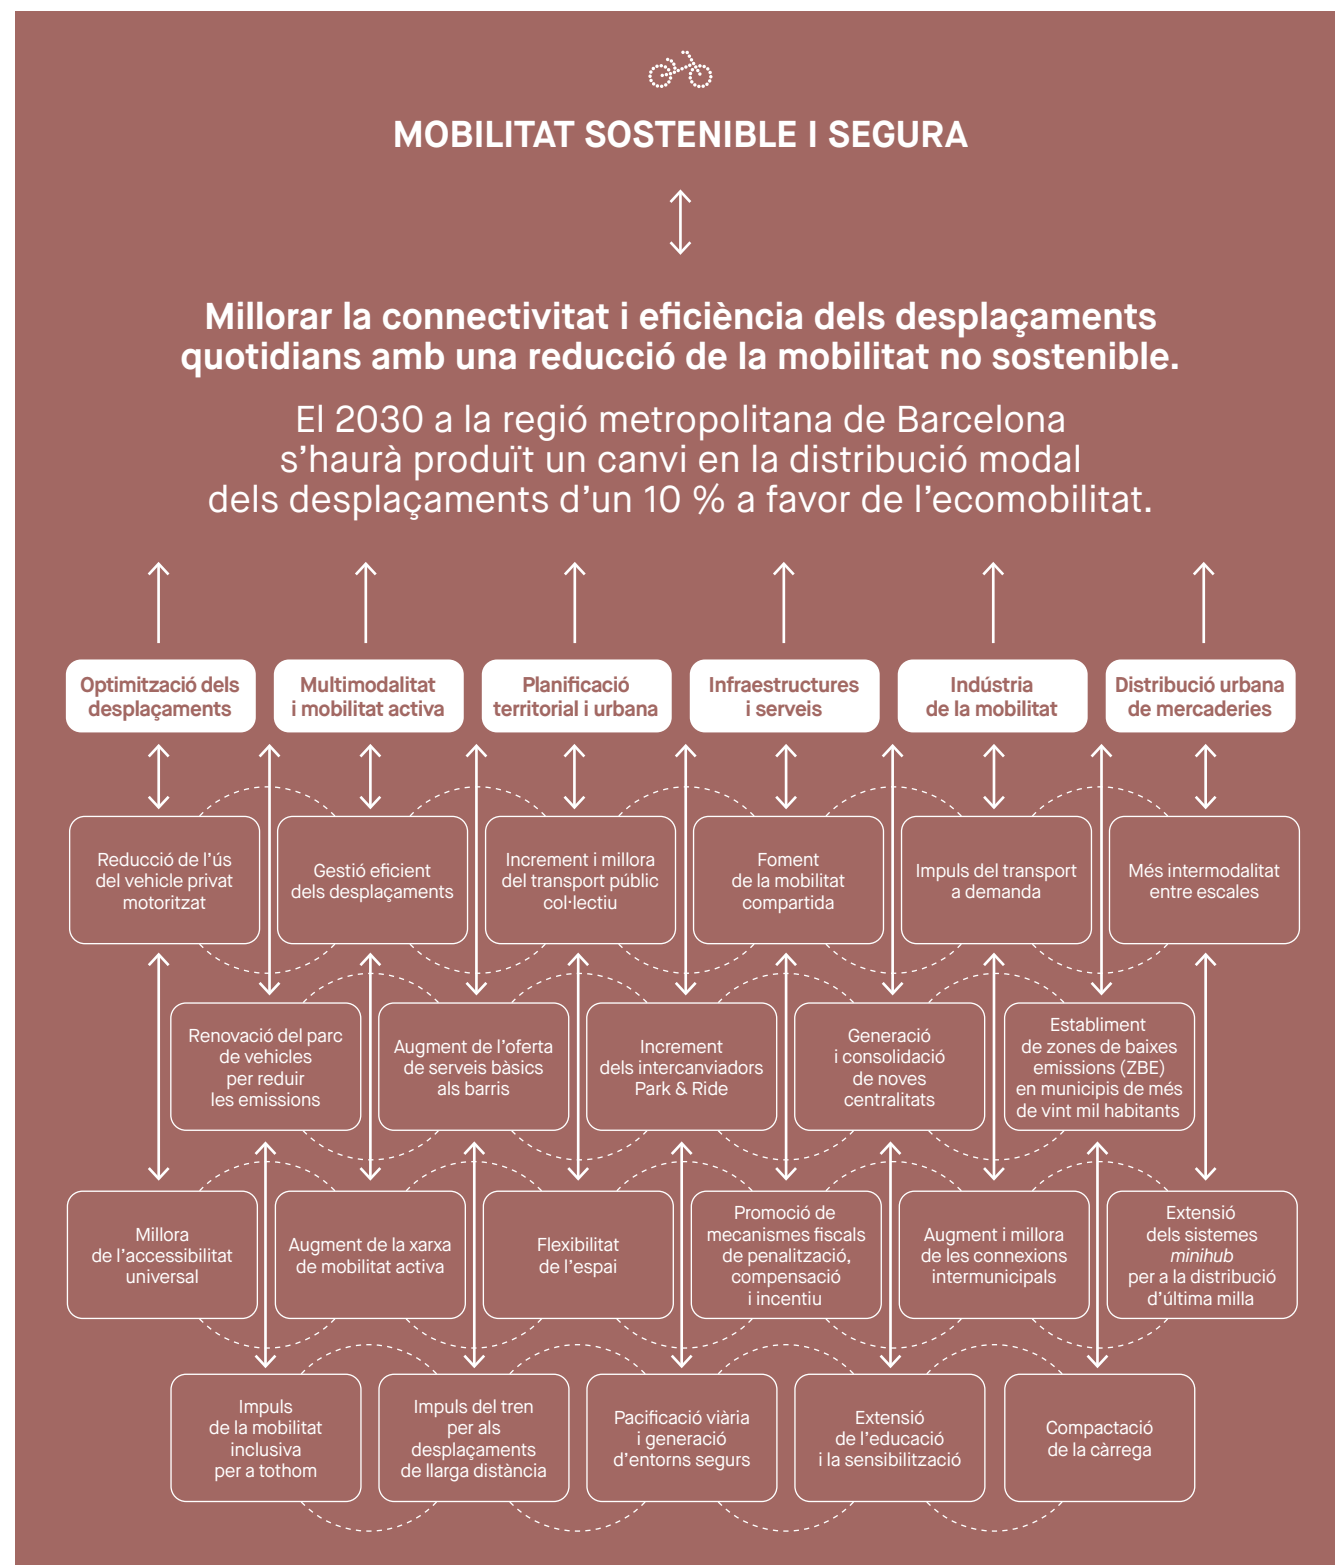 MOBILITAT SOSTENIBLE I SEGURA
Millorar la connectivitat i eficiència dels desplaçaments
quotidians amb una reducció de la mobilitat no sostenible.
El 2030 a la regió metropolitana de Barcelona
s'haurà produït un canvi en la distribució modal
dels desplaçaments d'un 10 % a favor de l'ecomobilitat.
Optimització dels
desplaçaments
Multimodalitat
i mobilitat activa
Planificació
territorial i urbana
Infraestructures
i serveis
Indústria
de la mobilitat
Distribució urbana
de mercaderies
Reducció de l'ús
del vehicle privat
motoritzat
Gestió eficient
dels desplaçaments
Increment i millora
del transport públic
col·lectiu
Foment
de la mobilitat
compartida
Impuls del transport
a demanda
Més intermodalitat
entre escales
Renovació del parc
de vehicles
per reduir
les emissions
Augment de l'oferta
de serveis bàsics
als barris
Increment
dels intercanviadors
Park & Ride
Generació
i consolidació
de noves
centralitats
Establiment
de zones de baixes
emissions (ZBE)
en municipis de més
de vint mil habitants
Millora
de l'accessibilitat
universal
Augment de la xarxa
de mobilitat activa
Flexibilitat
de l'espai
Promoció de
mecanismes fiscals
de penalització,
compensació
i incentiu
Augment i millora
de les connexions
intermunicipals
Extensió
dels sistemes
minihub
per a la distribució
d'última milla
Impuls
de la mobilitat
inclusiva
per a tothom
Impuls del tren
per als
desplaçaments
de llarga distància
Pacificació viària
i generació
d'entorns segurs
Extensió
de l'educació
i la sensibilització
Compactació
de la càrrega